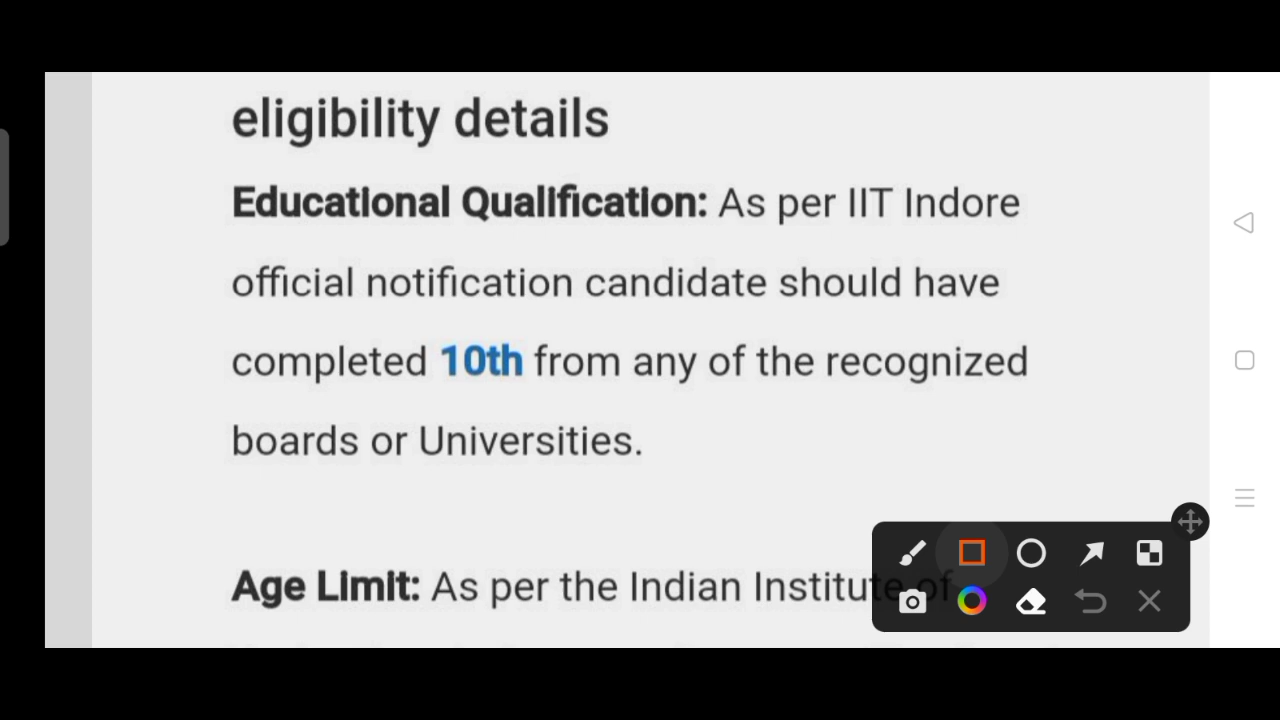 eligibility details
Educational Qualification: As per IIT Indore
official notification candidate should have
completed 10th from any of the recognized
boards or Universities.
Age Limit: As per the Indian Institute of